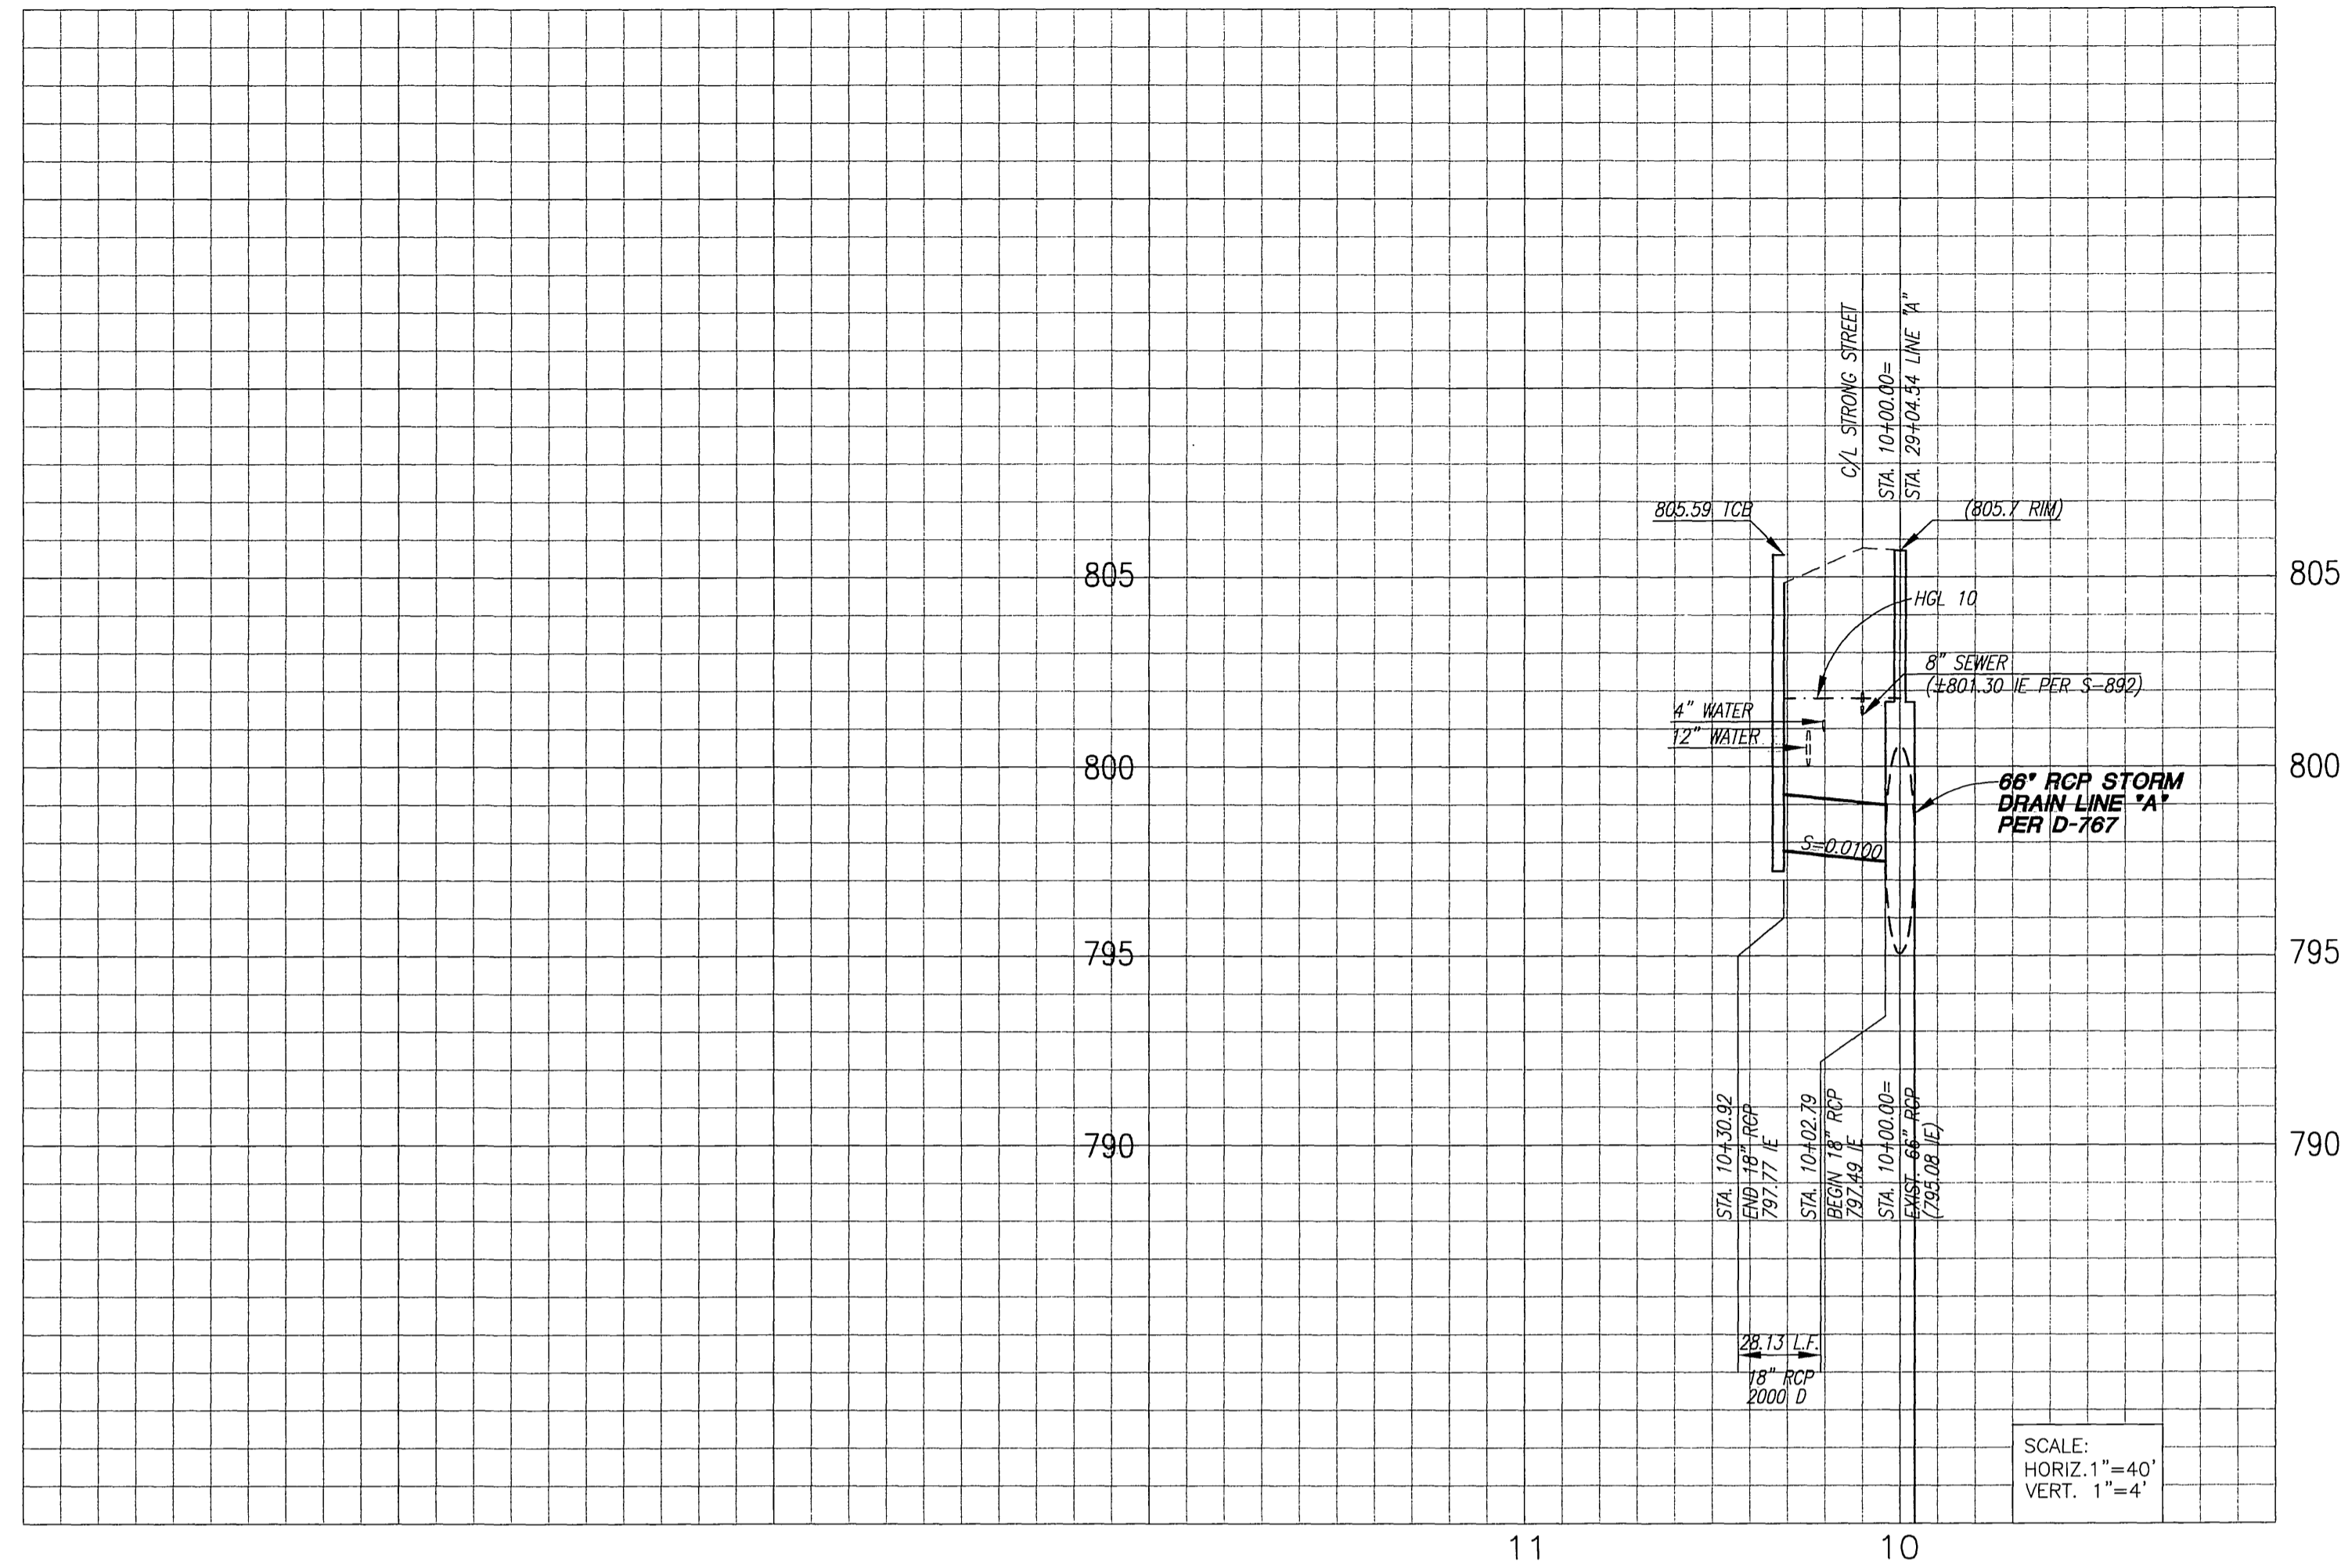 C/L STRONG STREET
STA. 10+00.00=
STA. 29+04.54 LINE "A"
805.59 TCB
(805.7 RIM)
805
805
HGL 10
8" SEWER
(±801.30 IE PER S-892)
4" WATER
12" WATER
800
800
66" RCP STORM
DRAIN LINE "A"
PER D-767
S=0.0100
795
795
STA. 10+30.92
END 18" RCP
797.77 IE
STA. 10+02.79
BEGIN 18" RCP
797.49 IE
STA. 10+00.00=
EXIST. 66" RCP
(795.08 IE)
790
790
28.13 L.F.
18" RCP
2000 D
SCALE:
HORIZ.1"=40'
VERT. 1"=4'
11
10